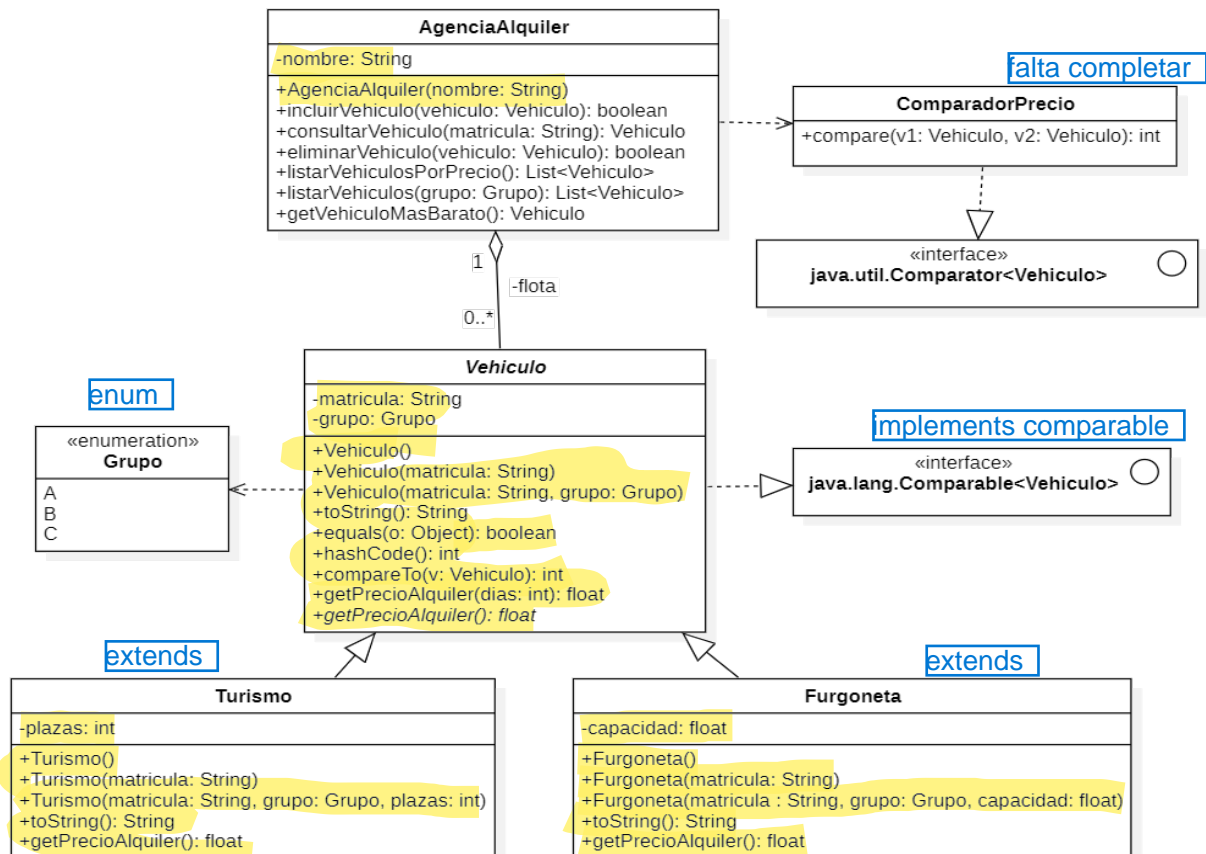 AgenciaAlquiler
-nombre: String
+AgenciaAlquiler(nombre: String)
+incluirVehiculo(vehiculo: Vehiculo): boolean
+consultarVehiculo(matricula: String): Vehiculo
+eliminarVehiculo(vehiculo: Vehiculo): boolean
+listarVehiculosPorPrecio(): List<Vehiculo>
+listarVehiculos(grupo: Grupo): List<Vehiculo>
+getVehiculoMasBarato(): Vehiculo
falta completar
ComparadorPrecio
+compare(v1: Vehiculo, v2: Vehiculo): int
«interface»
java.util.Comparator<Vehiculo>
1
-flota
0..*
enum
«enumeration»
Grupo
A
B
C
Vehiculo
-matricula: String
-grupo: Grupo
+Vehiculo()
+Vehiculo(matricula: String)
+Vehiculo(matricula: String, grupo: Grupo)
+toString(): String
+equals(o: Object): boolean
+hashCode(): int
+compareTo(v: Vehiculo): int
+getPrecioAlquiler(dias: int): float
+getPrecioAlquiler(): float
implements comparable
«interface»
java.lang.Comparable<Vehiculo>
extends
Turismo
-plazas: int
+Turismo()
+Turismo(matricula: String)
+Turismo(matricula: String, grupo: Grupo, plazas: int)
+toString(): String
+getPrecioAlquiler(): float
extends
Furgoneta
-capacidad: float
+Furgoneta()
+Furgoneta(matricula: String)
+Furgoneta(matricula : String, grupo: Grupo, capacidad: float)
+toString(): String
+getPrecioAlquiler(): float